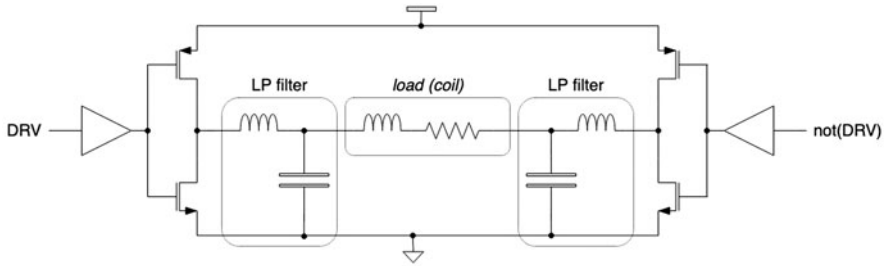 LP filter
load (coil)
LP filter
DRV
not(DRV)